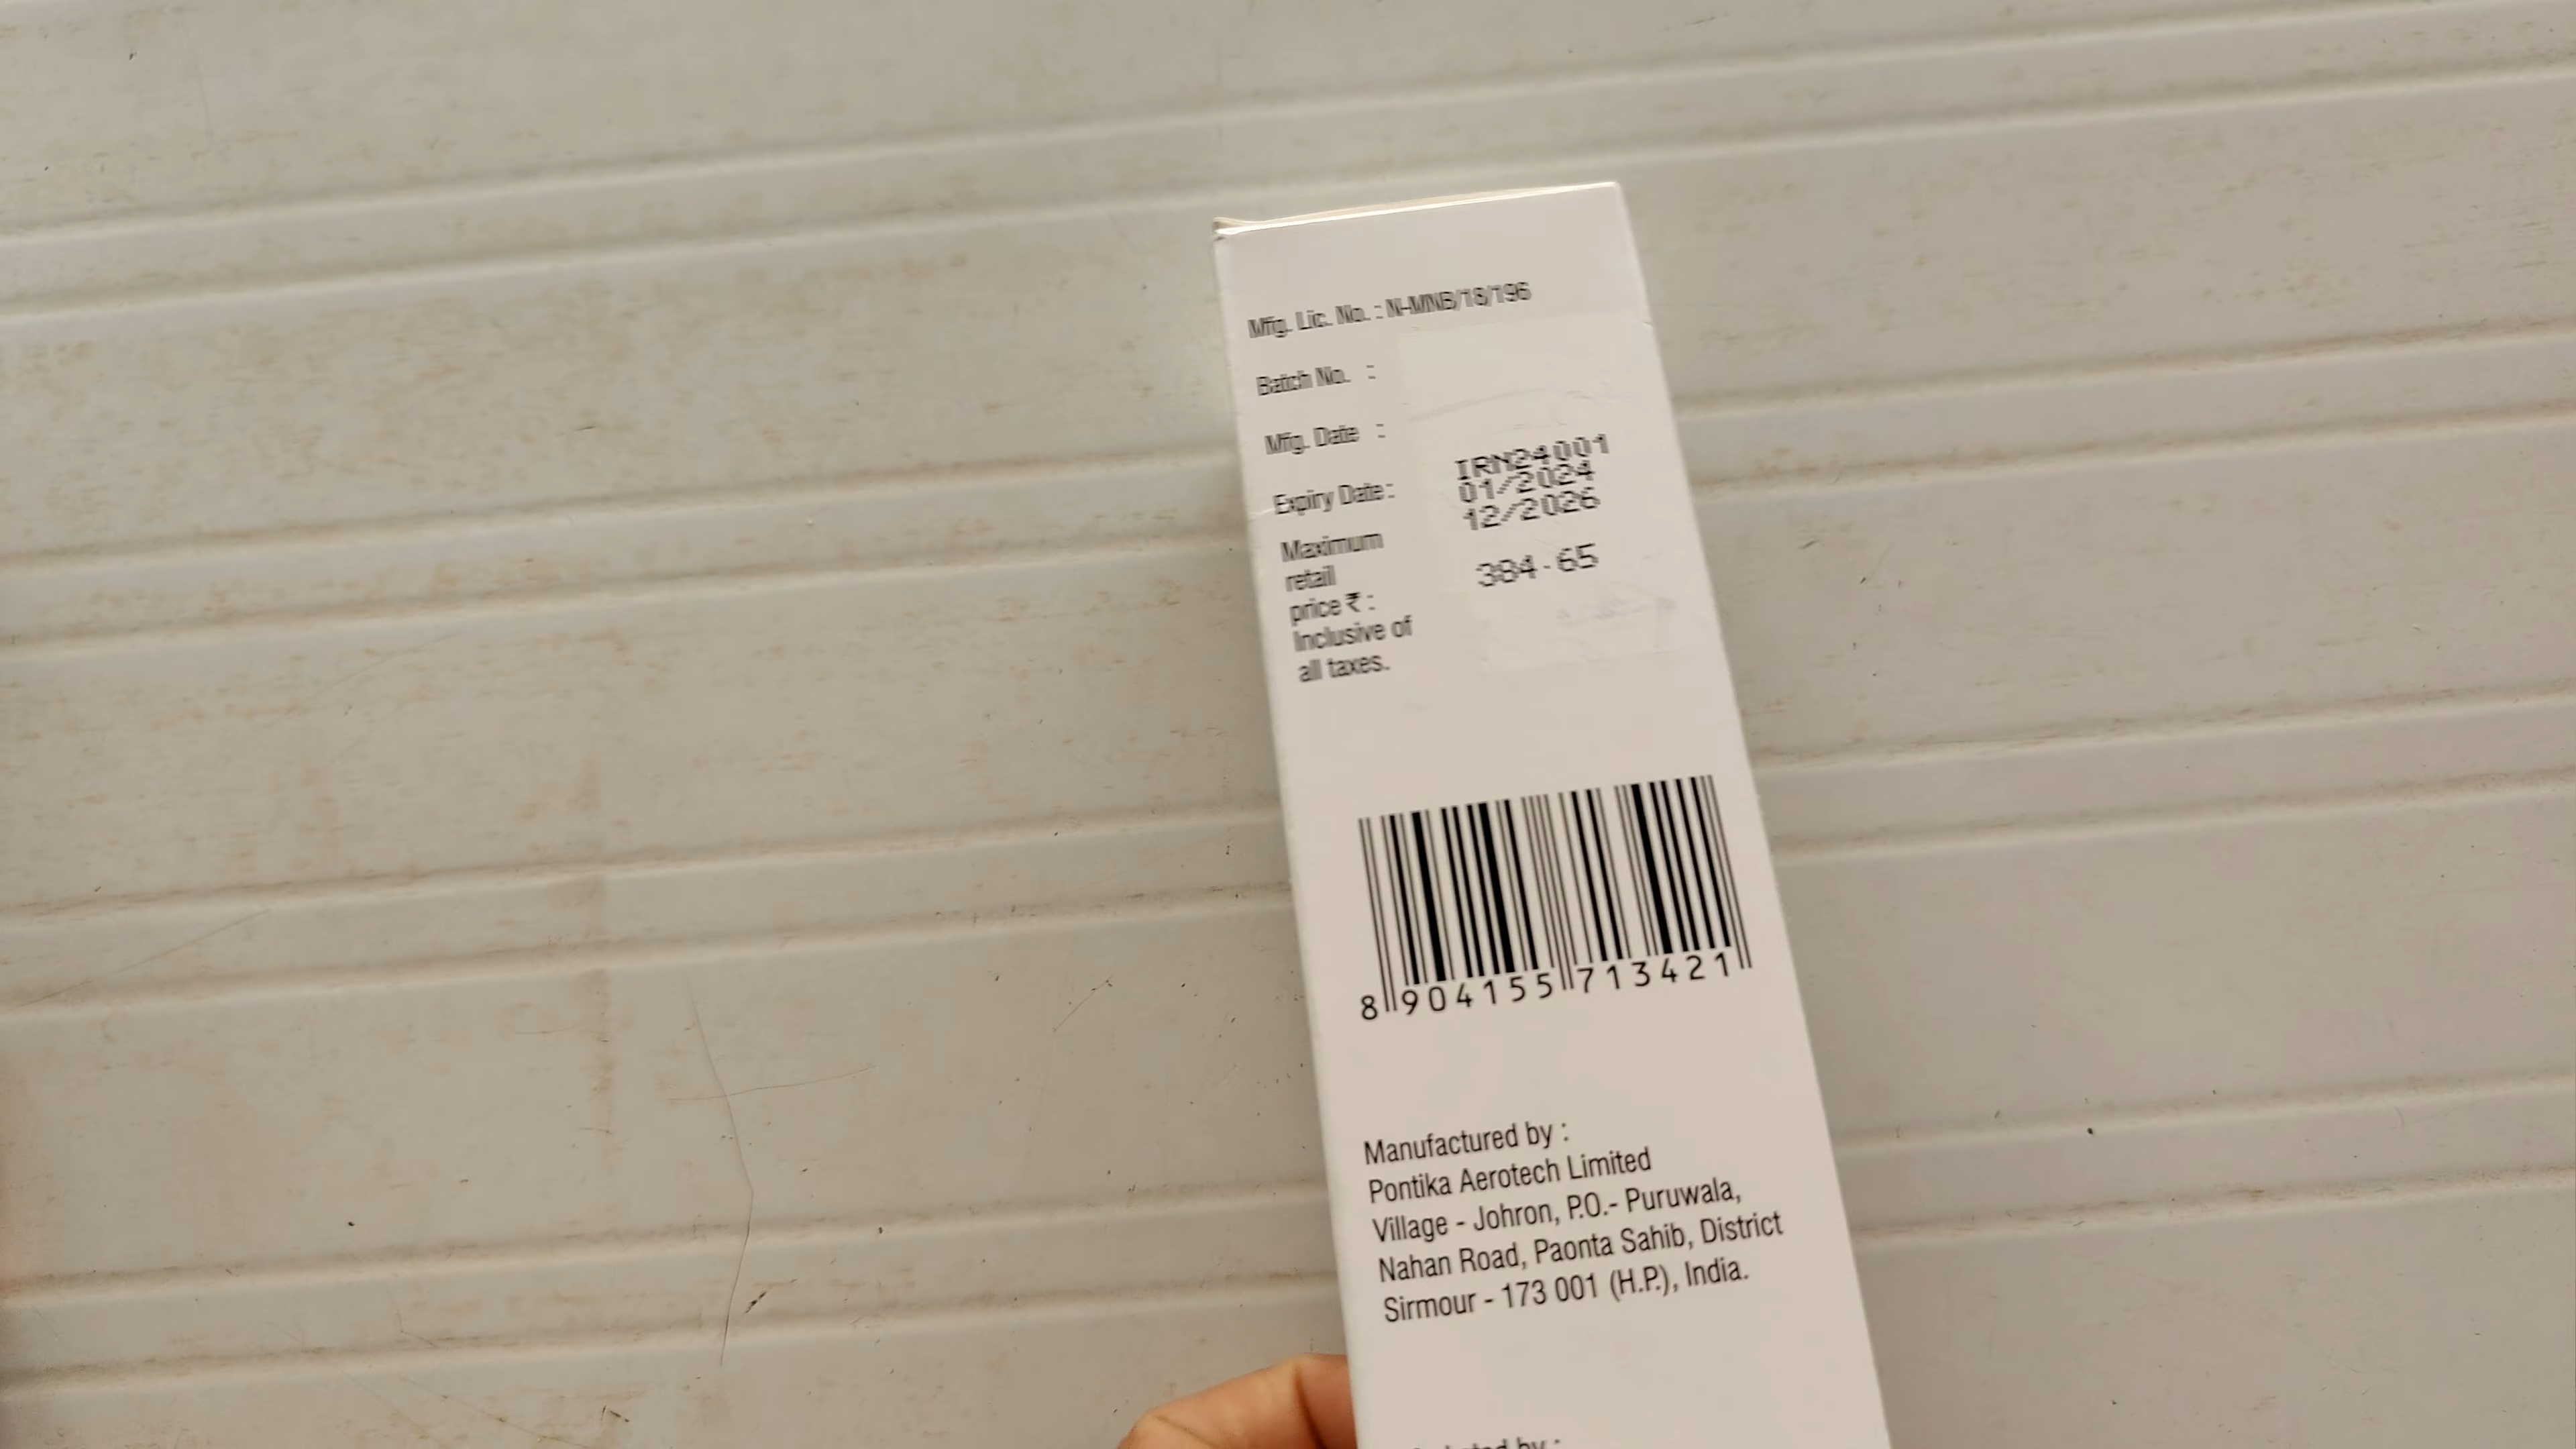 Mfg. Lic. No. : N-MNB/18/196
Batch No. :
Mfg. Date :
Expiry Date :
IRN24001
01/2024
12/2026
Maximum
retail
price ₹ :
384.65
Inclusive of
all taxes.
8 904155 713421
Manufactured by :
Pontika Aerotech Limited
Village - Johron, P.O.- Puruwala,
Nahan Road, Paonta Sahib, District
Sirmour - 173 001 (H.P.), India.
by :